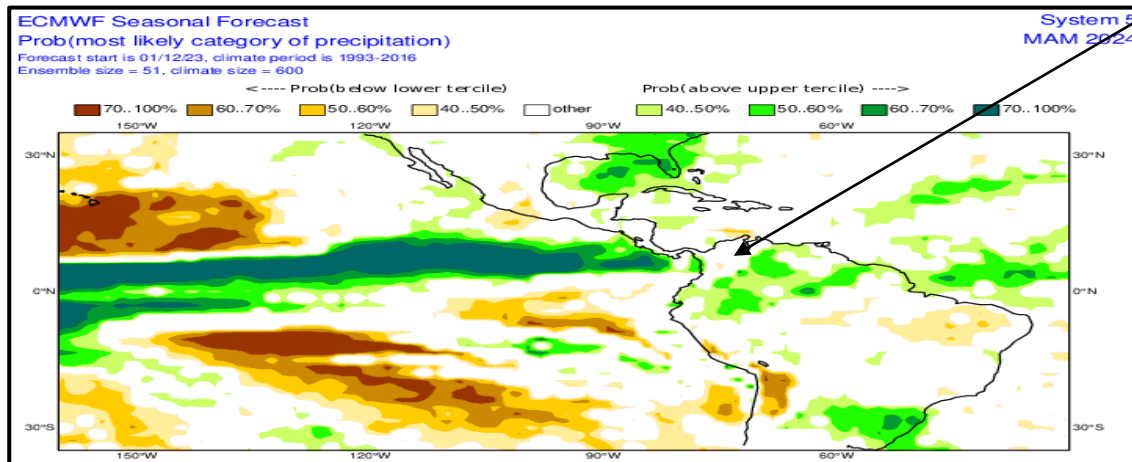 ECMWF Seasonal Forecast
System 5
Prob(most likely category of precipitation)
MAM 2024
Forecast start is 01/12/23, climate period is 1993-2016
Ensemble size = 51, climate size = 600
<---- Prob(below lower tercile) Prob(above upper tercile) ---->
70..100% 60..70% 50..60% 40..50% other 40..50% 50..60% 60..70% 70..100%
150°W 120°W 90°W 60°W
30°N 30°N
0°N 0°N
30°S 30°S
150°W 120°W 90°W 60°W